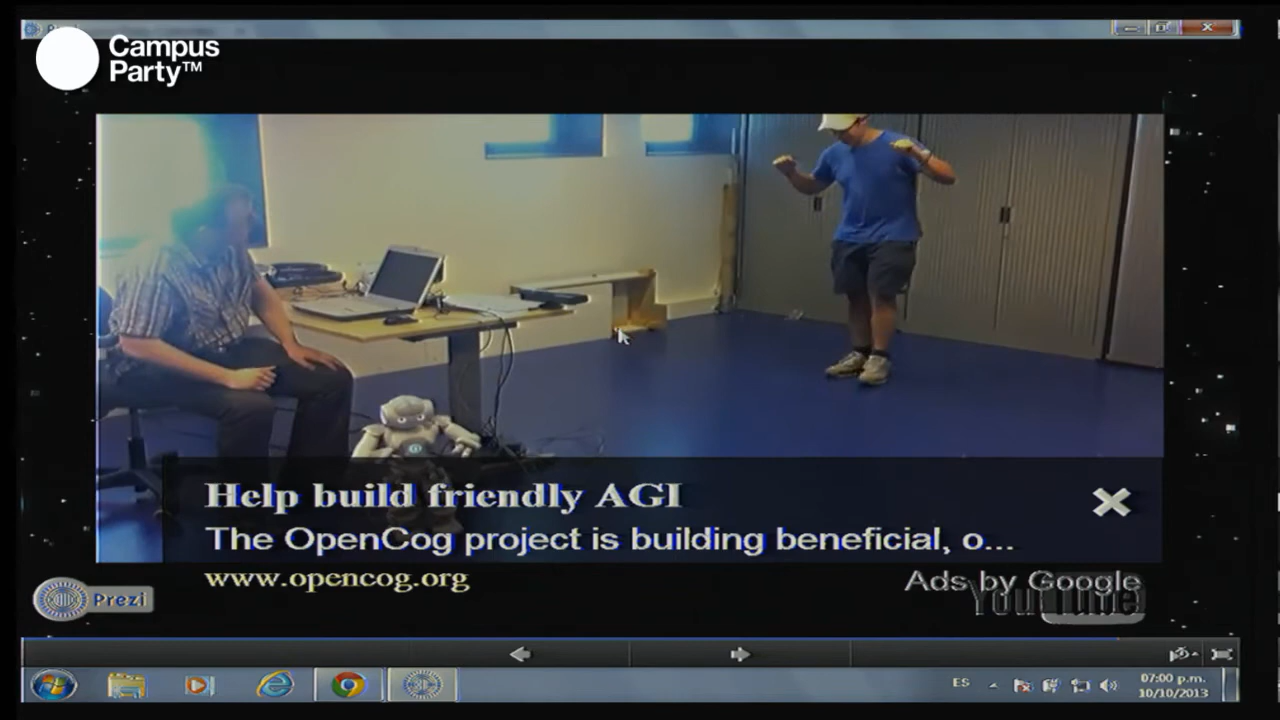 Campus
Party™
Help build friendly AGI
The OpenCog project is building beneficial, o...
www.opencog.org
Ads by Google
YouTube
Prezi
ES
07:00 p.m.
10/10/2013